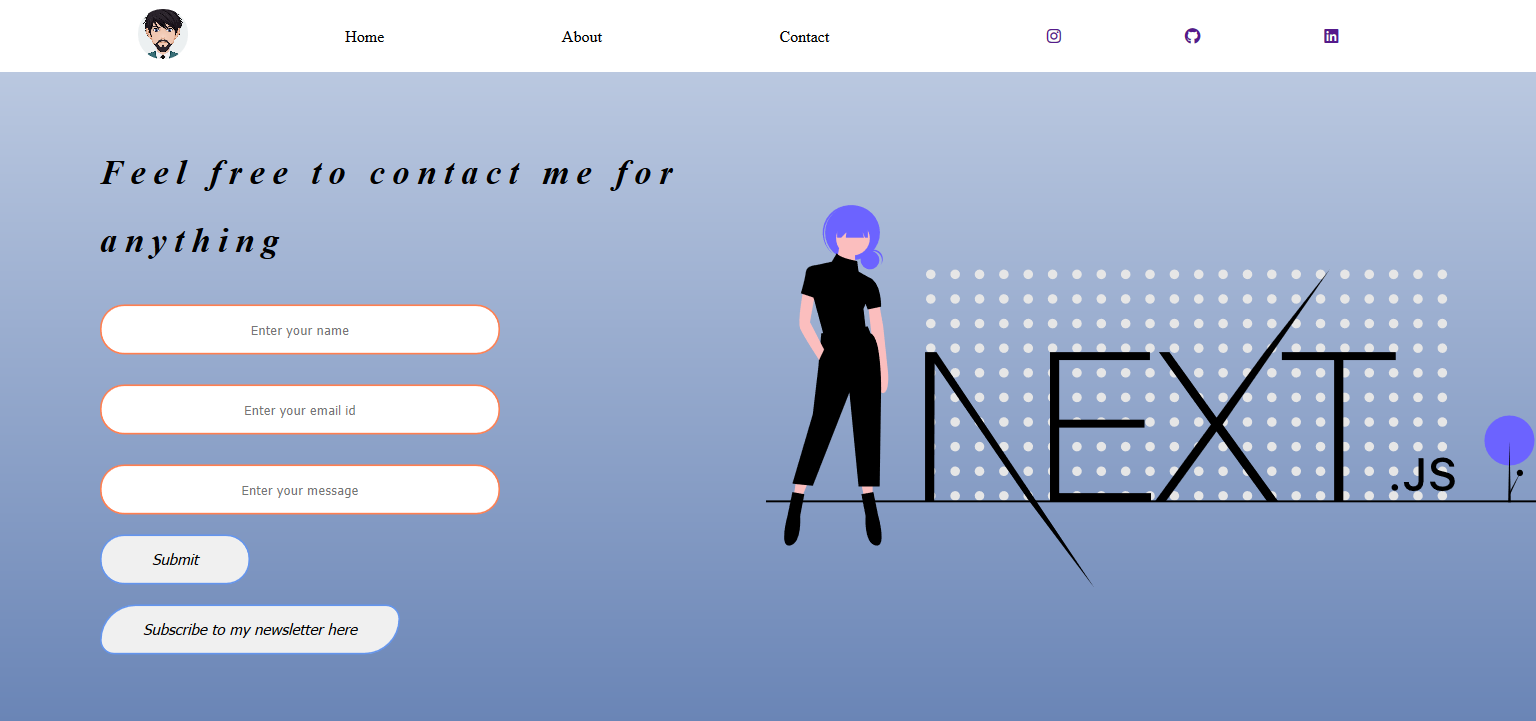 Home
About
Contact
Feel free to contact me for
anything
Enter your name
Enter your email id
Enter your message
Submit
Subscribe to my newsletter here
NEXT
.JS